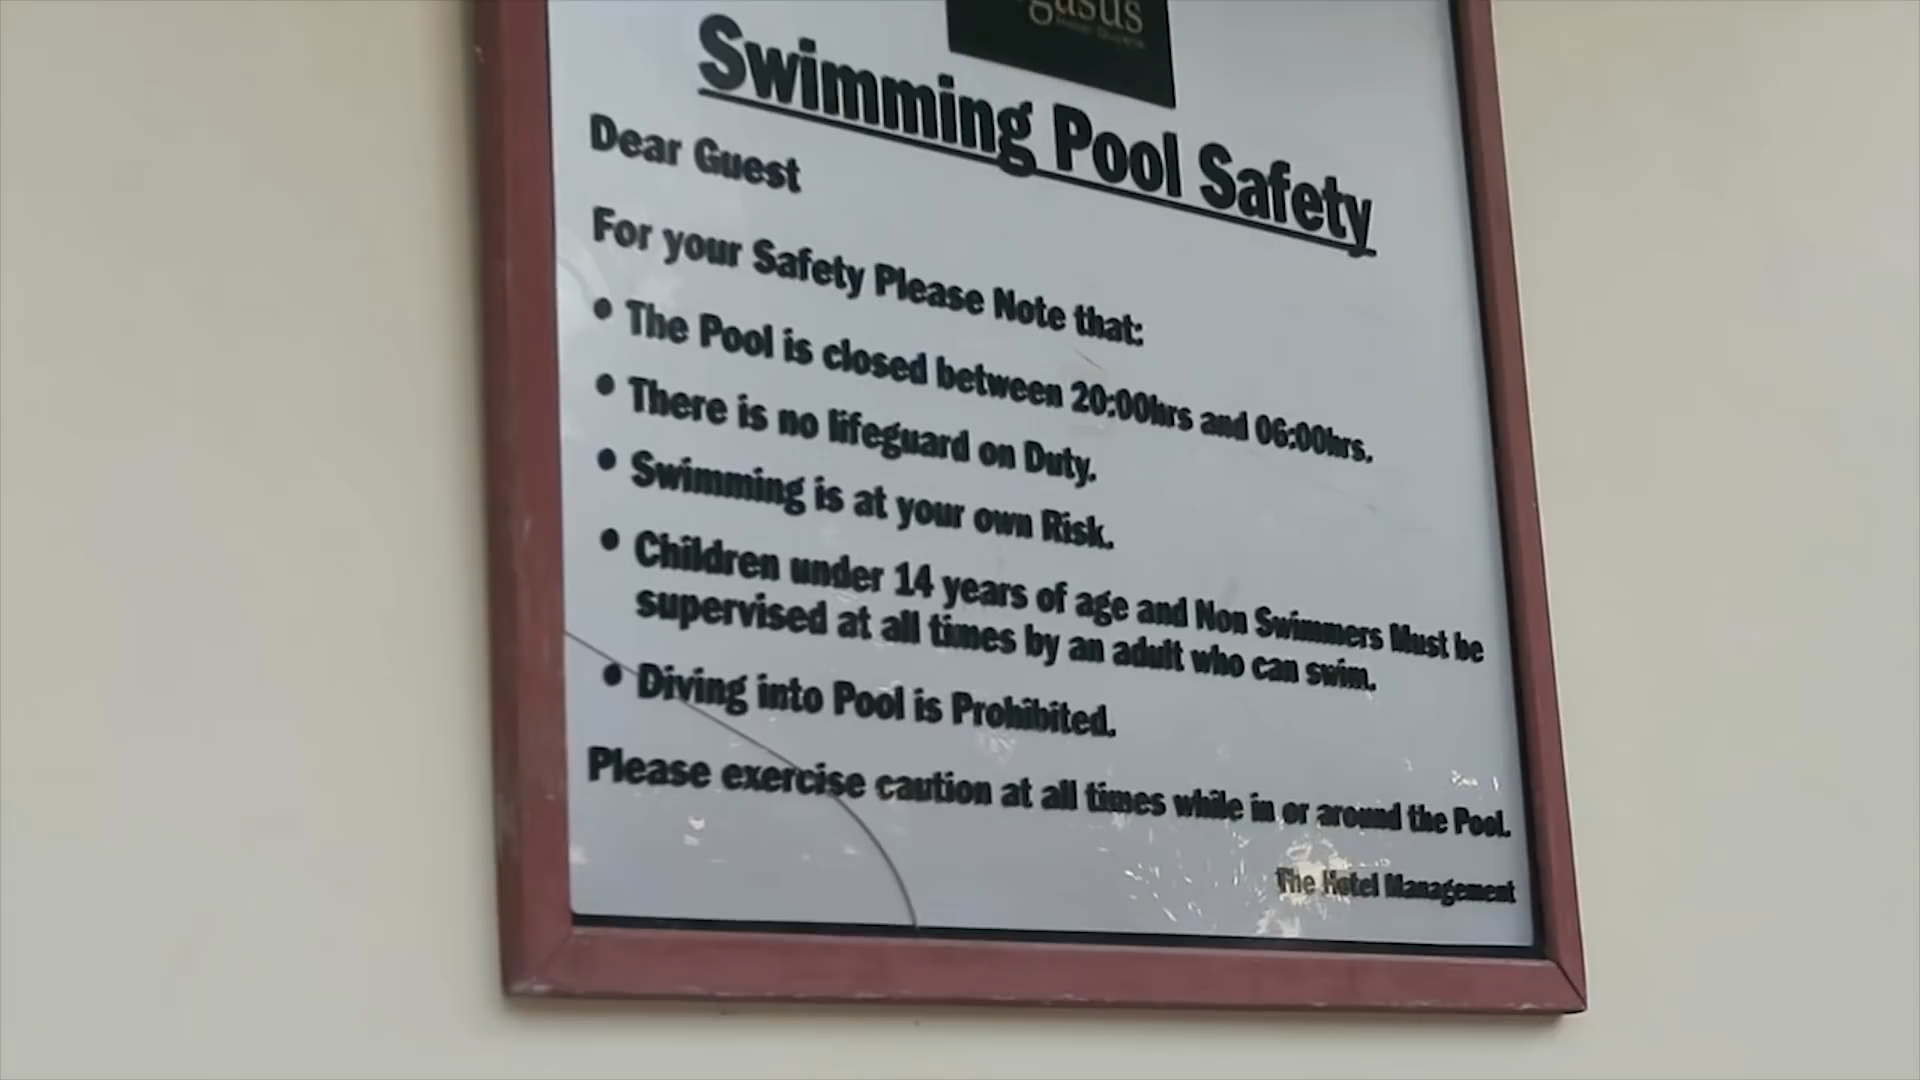 gasus
Swimming Pool Safety
Dear Guest
For your Safety Please Note that:
• The Pool is closed between 20:00hrs and 06:00hrs.
• There is no lifeguard on Duty.
• Swimming is at your own Risk.
• Children under 14 years of age and Non Swimmers Must be
supervised at all times by an adult who can swim.
• Diving into Pool is Prohibited.
Please exercise caution at all times while in or around the Pool.
The Hotel Management